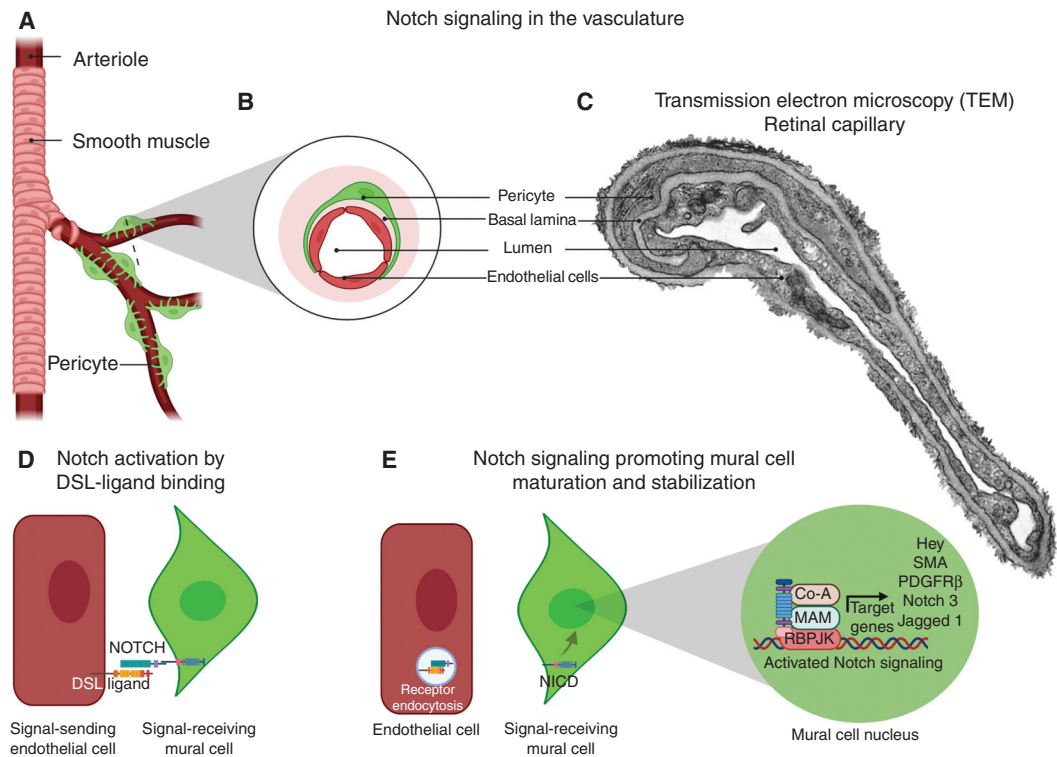 A
Notch signaling in the vasculature
Arteriole
Smooth muscle
Pericyte
B
C
Transmission electron microscopy (TEM)
Retinal capillary
Pericyte
Basal lamina
Lumen
Endothelial cells
D
Notch activation by
DSL-ligand binding
NOTCH
DSL ligand
Signal-sending
endothelial cell
Signal-receiving
mural cell
E
Notch signaling promoting mural cell
maturation and stabilization
Receptor
endocytosis
Endothelial cell
NICD
Signal-receiving
mural cell
Co-A
MAM
RBPJK
Target
genes
Hey
SMA
PDGFRβ
Notch 3
Jagged 1
Activated Notch signaling
Mural cell nucleus